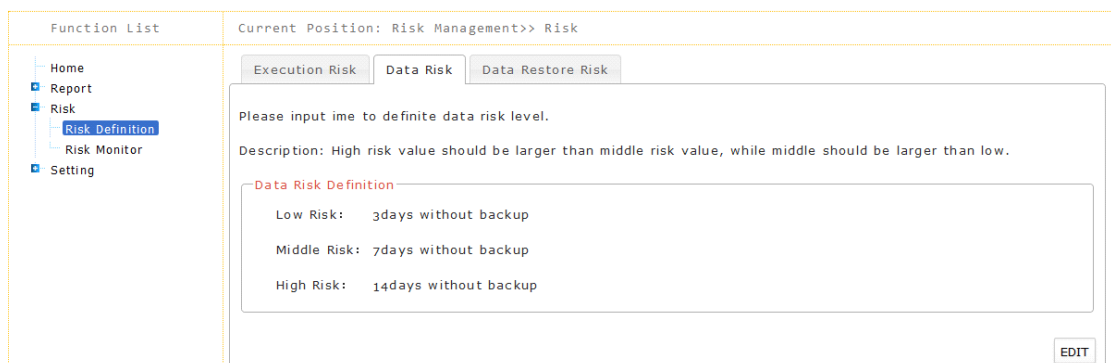 Function List
Current Position: Risk Management>> Risk
Home
Report
Risk
Risk Definition
Risk Monitor
Setting
Execution Risk
Data Risk
Data Restore Risk
Please input ime to definite data risk level.
Description: High risk value should be larger than middle risk value, while middle should be larger than low.
Data Risk Definition
Low Risk: 3days without backup
Middle Risk: 7days without backup
High Risk: 14days without backup
EDIT